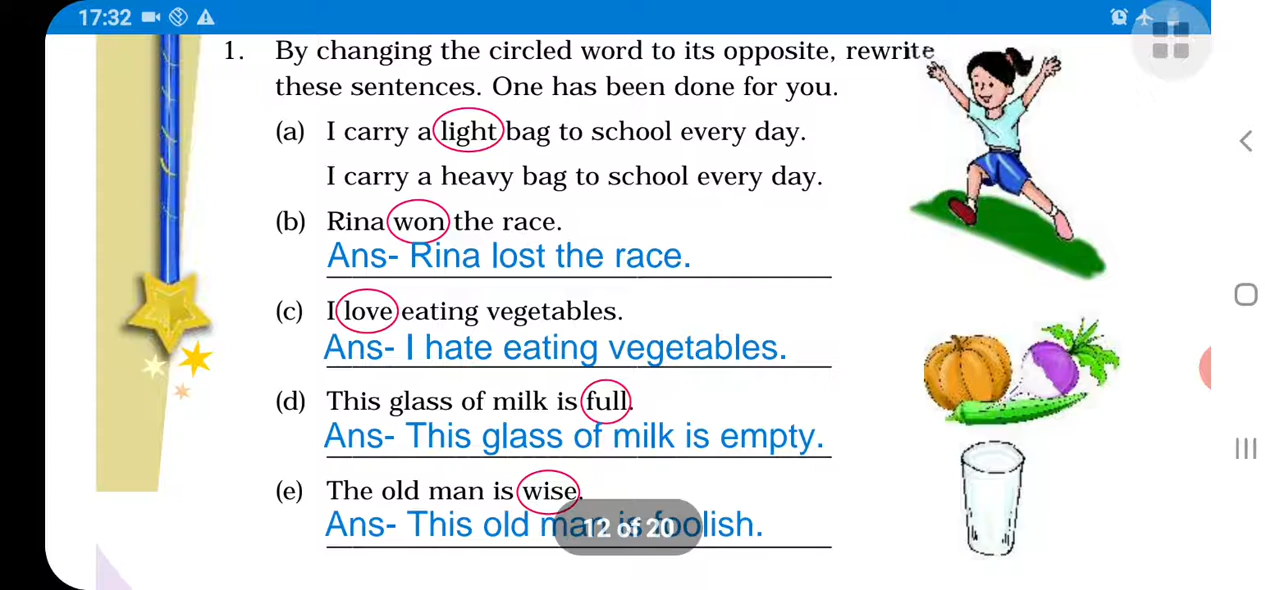 17:32
1. By changing the circled word to its opposite, rewrite
these sentences. One has been done for you.
(a) I carry a light bag to school every day.
I carry a heavy bag to school every day.
(b) Rina won the race.
Ans- Rina lost the race.
(c) I love eating vegetables.
Ans- I hate eating vegetables.
(d) This glass of milk is full.
Ans- This glass of milk is empty.
(e) The old man is wise.
Ans- This old man is foolish.
12 of 20